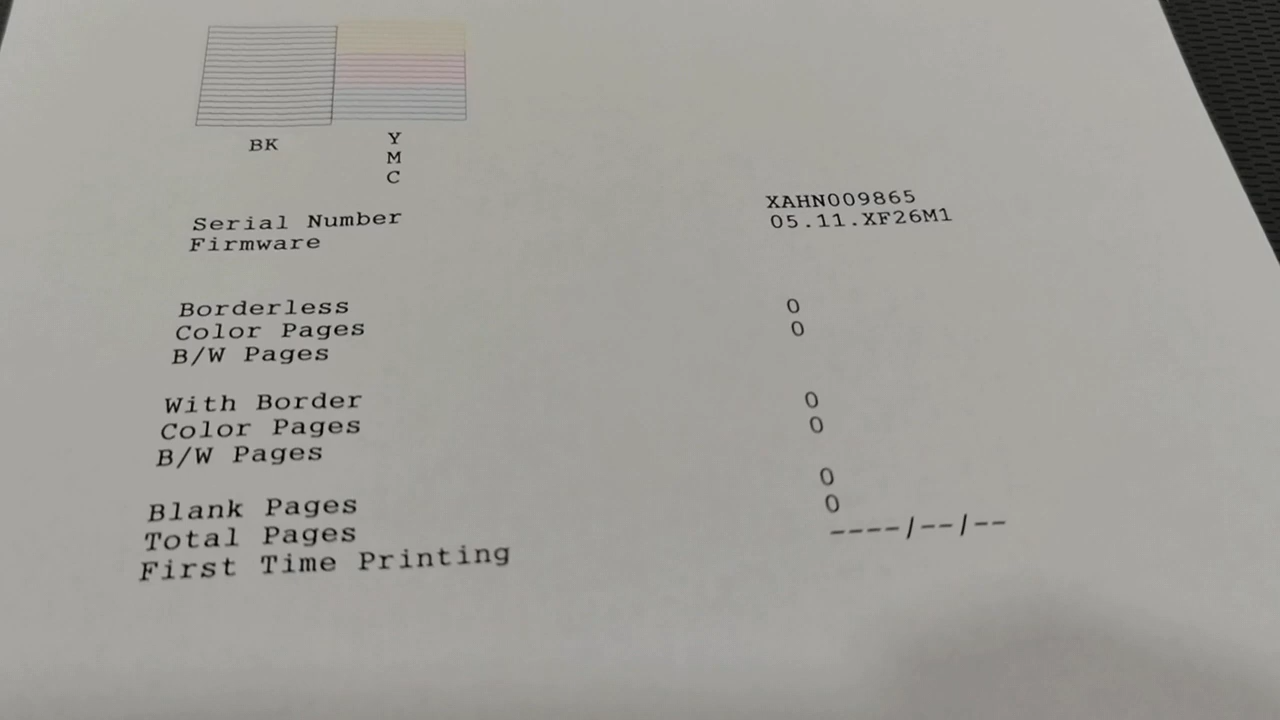 BK
Y
M
C
Serial Number XAHN009865
Firmware 05.11.XF26M1
Borderless
Color Pages 0
B/W Pages 0
With Border
Color Pages 0
B/W Pages 0
Blank Pages 0
Total Pages 0
First Time Printing ----/--/--